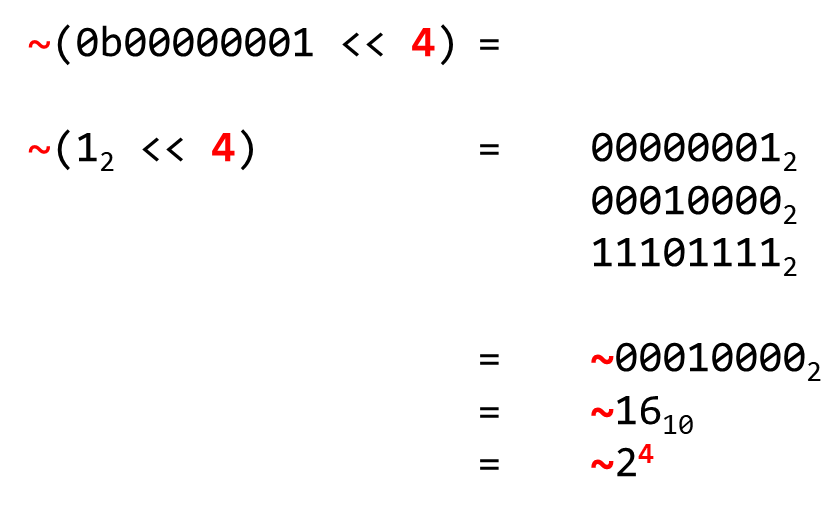 ~(0b00000001 << 4) =
~(1₂ << 4) = 00000001₂
00010000₂
11101111₂
= ~00010000₂
= ~16₁₀
= ~2⁴